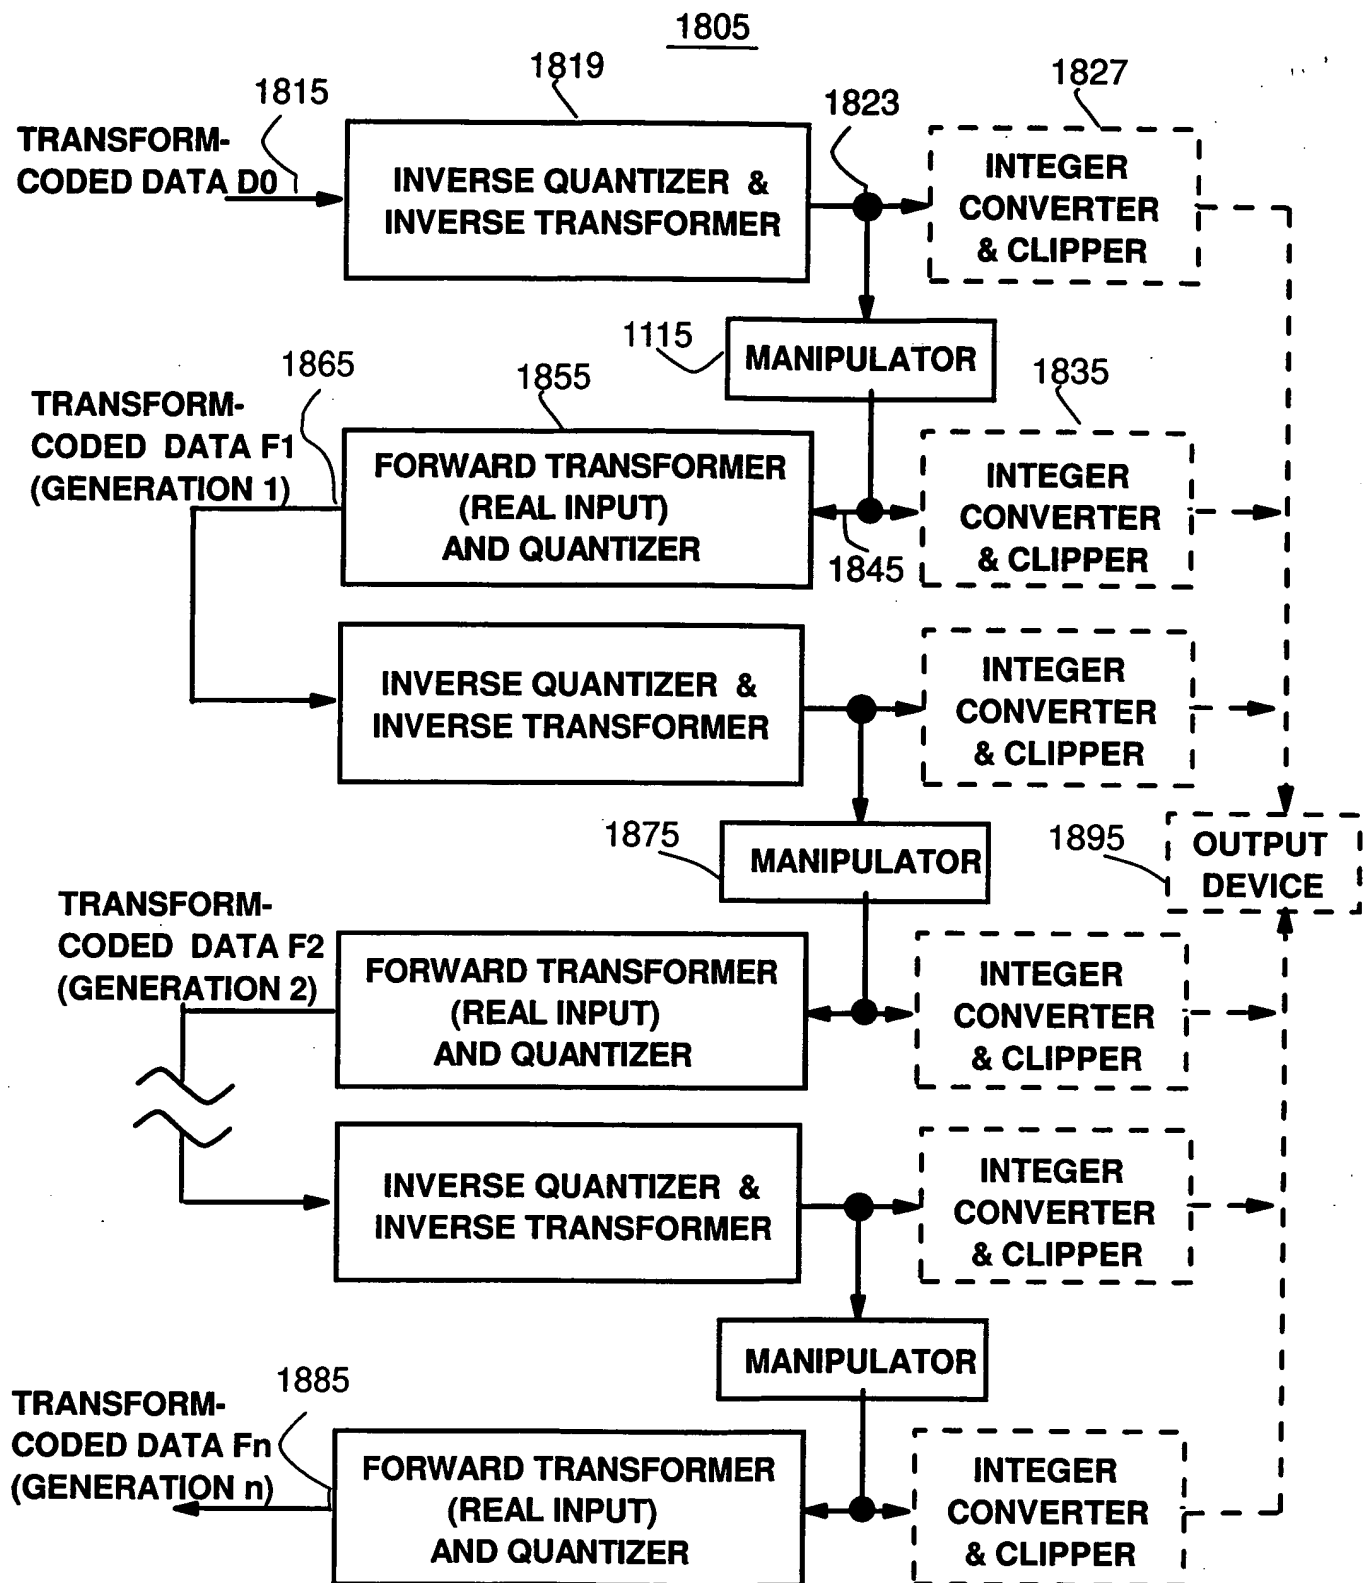 1805
1815
1819
1823
1827
TRANSFORM-
CODED DATA D0
INVERSE QUANTIZER &
INVERSE TRANSFORMER
INTEGER
CONVERTER
& CLIPPER
1115
MANIPULATOR
1865
1855
1835
TRANSFORM-
CODED DATA F1
(GENERATION 1)
FORWARD TRANSFORMER
(REAL INPUT)
AND QUANTIZER
1845
INTEGER
CONVERTER
& CLIPPER
INVERSE QUANTIZER &
INVERSE TRANSFORMER
INTEGER
CONVERTER
& CLIPPER
1875
MANIPULATOR
1895
OUTPUT
DEVICE
TRANSFORM-
CODED DATA F2
(GENERATION 2)
FORWARD TRANSFORMER
(REAL INPUT)
AND QUANTIZER
INTEGER
CONVERTER
& CLIPPER
INVERSE QUANTIZER &
INVERSE TRANSFORMER
INTEGER
CONVERTER
& CLIPPER
MANIPULATOR
1885
TRANSFORM-
CODED DATA Fn
(GENERATION n)
FORWARD TRANSFORMER
(REAL INPUT)
AND QUANTIZER
INTEGER
CONVERTER
& CLIPPER